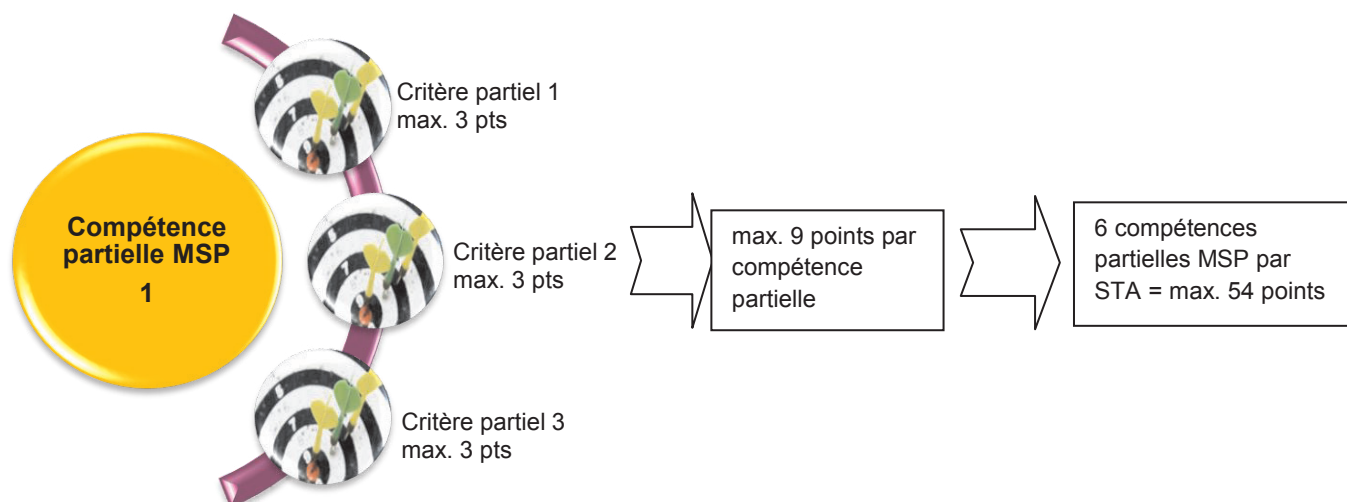 Critère partiel 1
max. 3 pts
Compétence
partielle MSP
1
Critère partiel 2
max. 3 pts
max. 9 points par
compétence
partielle
6 compétences
partielles MSP par
STA = max. 54 points
Critère partiel 3
max. 3 pts